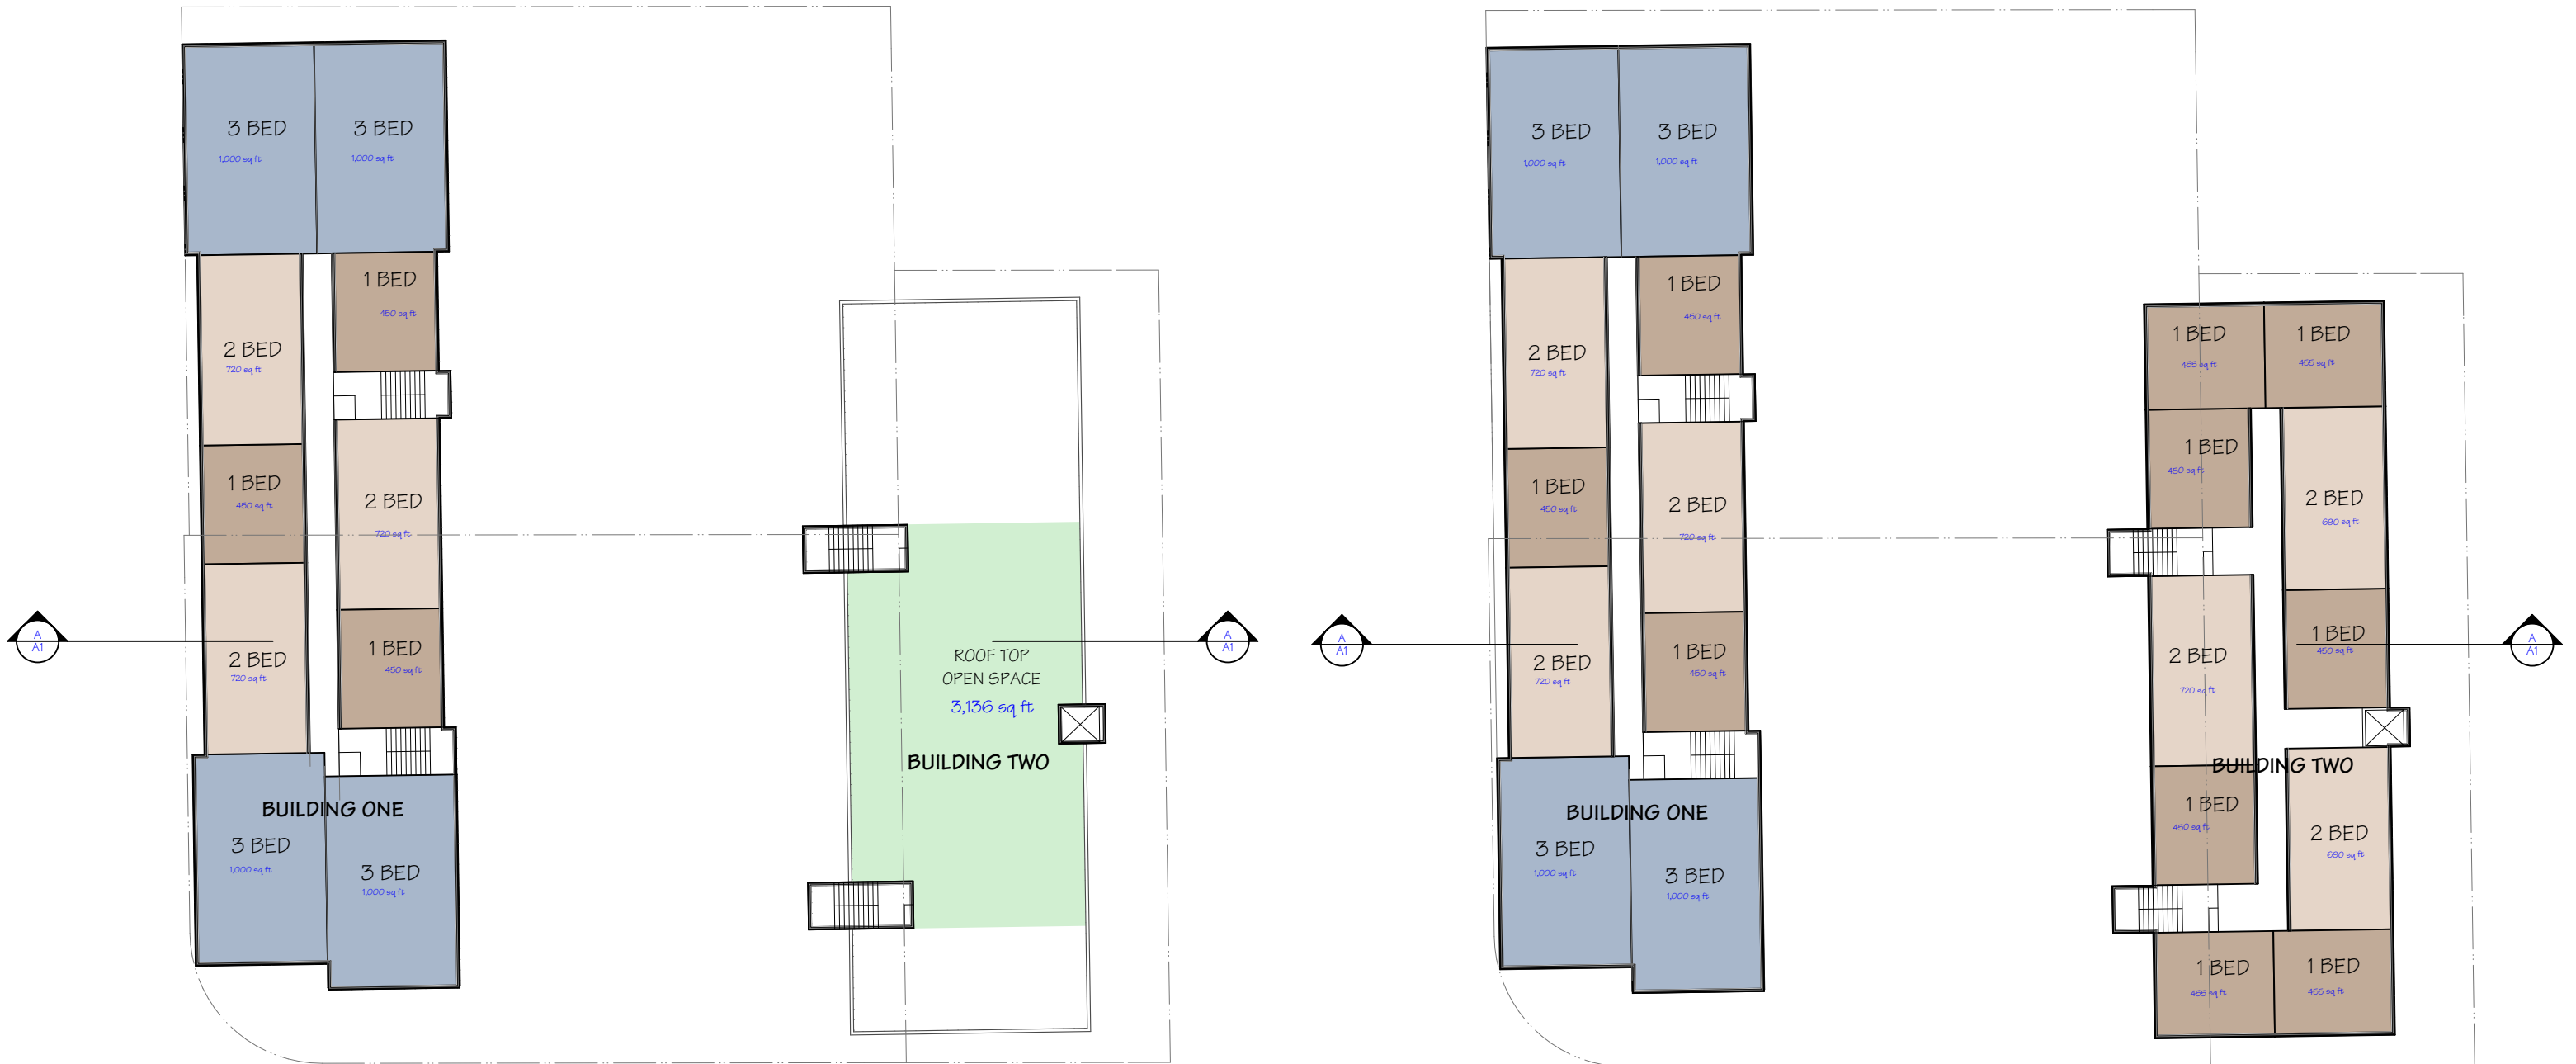 3 BED
1,000 sq ft
3 BED
1,000 sq ft
1 BED
450 sq ft
2 BED
720 sq ft
1 BED
450 sq ft
2 BED
720 sq ft
2 BED
720 sq ft
1 BED
450 sq ft
BUILDING ONE
3 BED
1,000 sq ft
3 BED
1,000 sq ft
A
A1
ROOF TOP
OPEN SPACE
3,136 sq ft
BUILDING TWO
A
A1
3 BED
1,000 sq ft
3 BED
1,000 sq ft
1 BED
450 sq ft
2 BED
720 sq ft
1 BED
450 sq ft
2 BED
720 sq ft
2 BED
720 sq ft
1 BED
450 sq ft
BUILDING ONE
3 BED
1,000 sq ft
3 BED
1,000 sq ft
A
A1
1 BED
455 sq ft
1 BED
455 sq ft
1 BED
450 sq ft
2 BED
690 sq ft
2 BED
720 sq ft
1 BED
450 sq ft
BUILDING TWO
1 BED
450 sq ft
2 BED
690 sq ft
1 BED
455 sq ft
1 BED
455 sq ft
A
A1